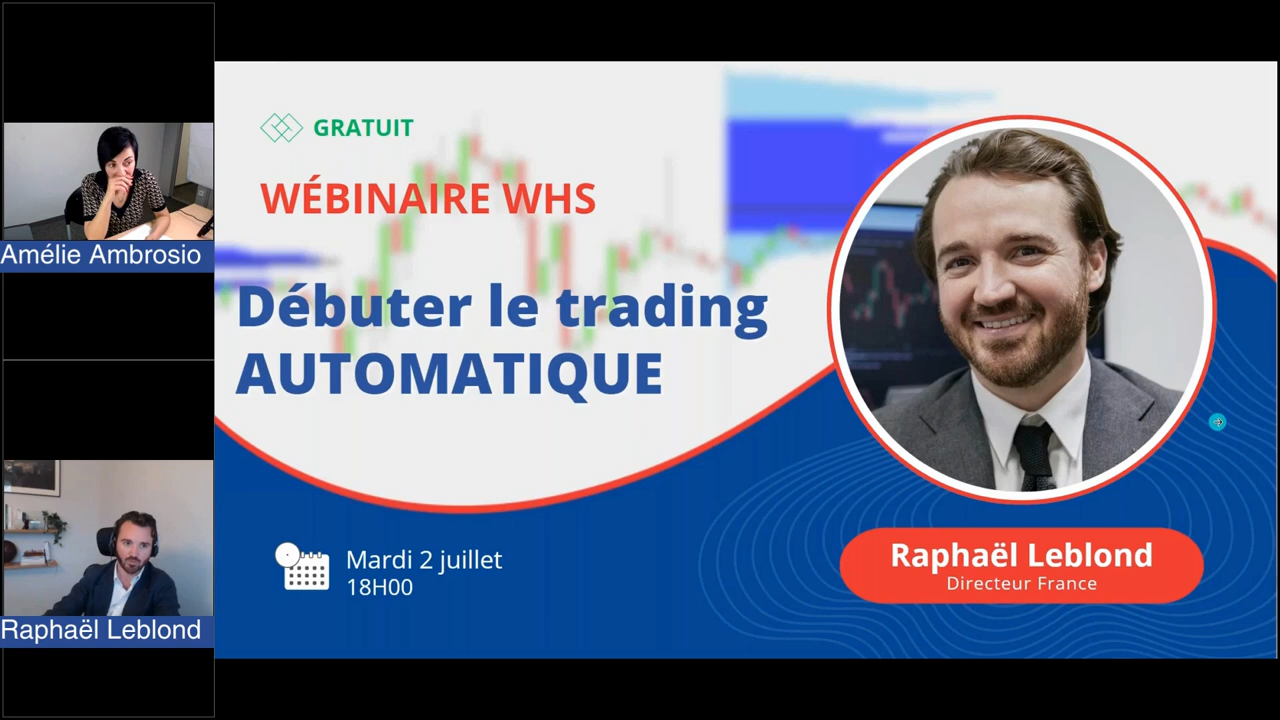 Amélie Ambrosio
Raphaël Leblond
GRATUIT
WÉBINAIRE WHS
Débuter le trading
AUTOMATIQUE
Mardi 2 juillet
18H00
Raphaël Leblond
Directeur France